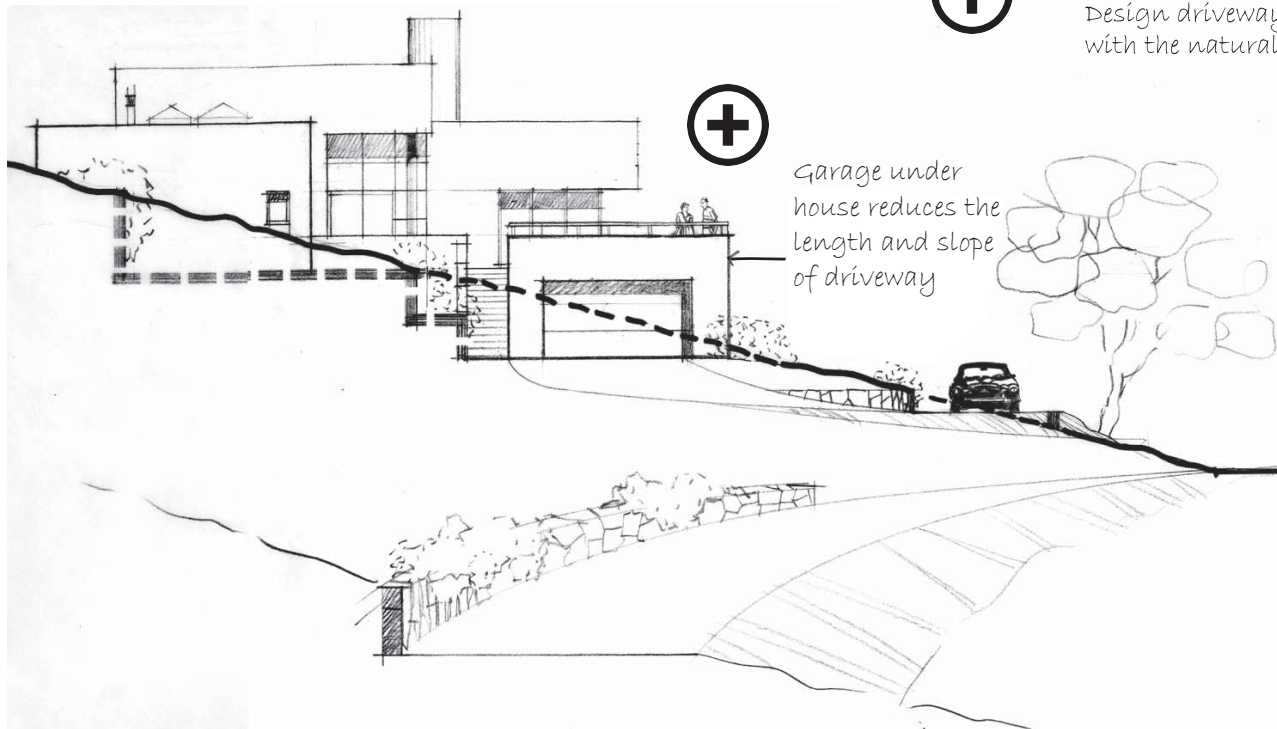 Design driveway
with the natural
Garage under
house reduces the
length and slope
of driveway